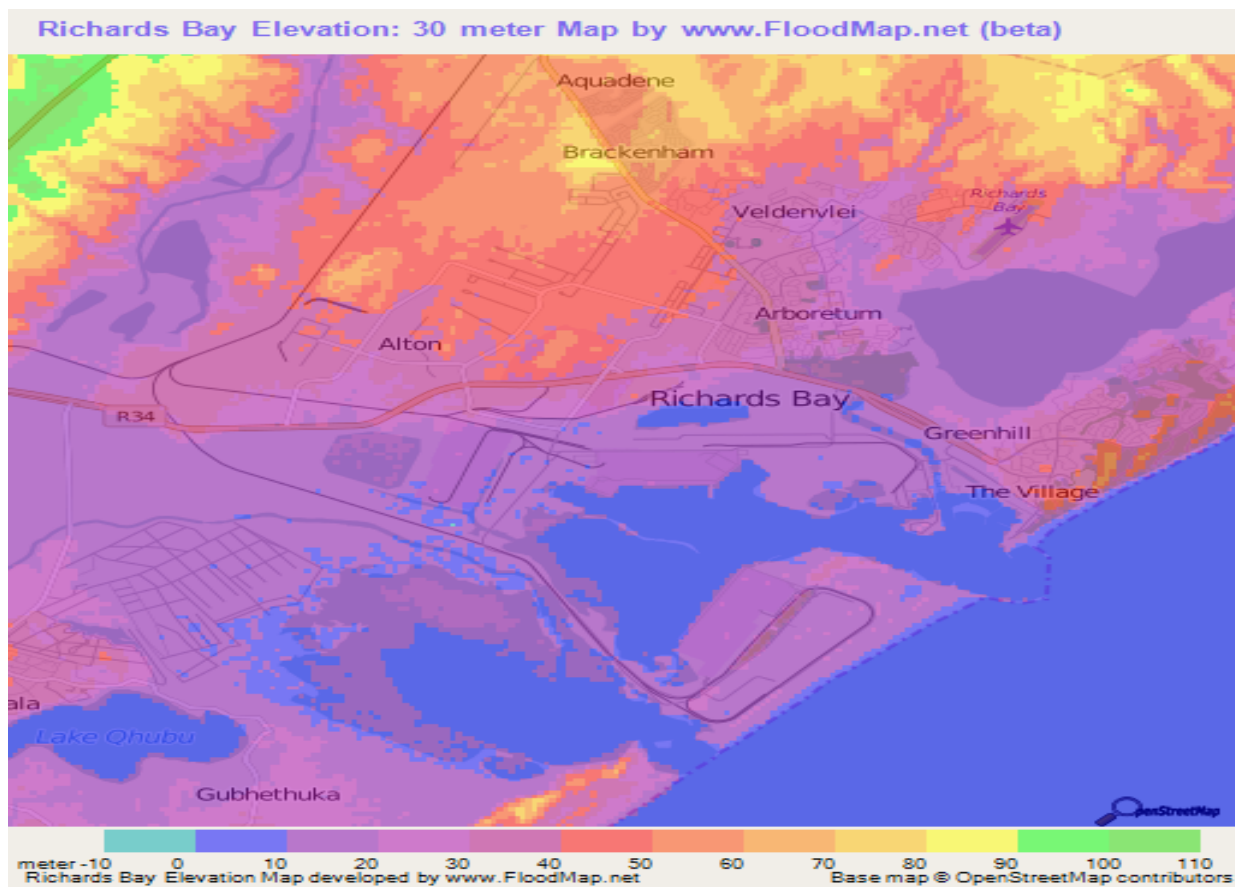 Richards Bay Elevation: 30 meter Map by www.FloodMap.net (beta)
Aquadene
Brackenham
Richards
Bay
Veldenvlei
Arboretum
Alton
Richards Bay
R34
Greenhill
The Village
ala
Lake Qhubu
Gubhethuka
penStreetMap
meter -10 0 10 20 30 40 50 60 70 80 90 100 110
Richards Bay Elevation Map developed by www.FloodMap.net Base map © OpenStreetMap contributors